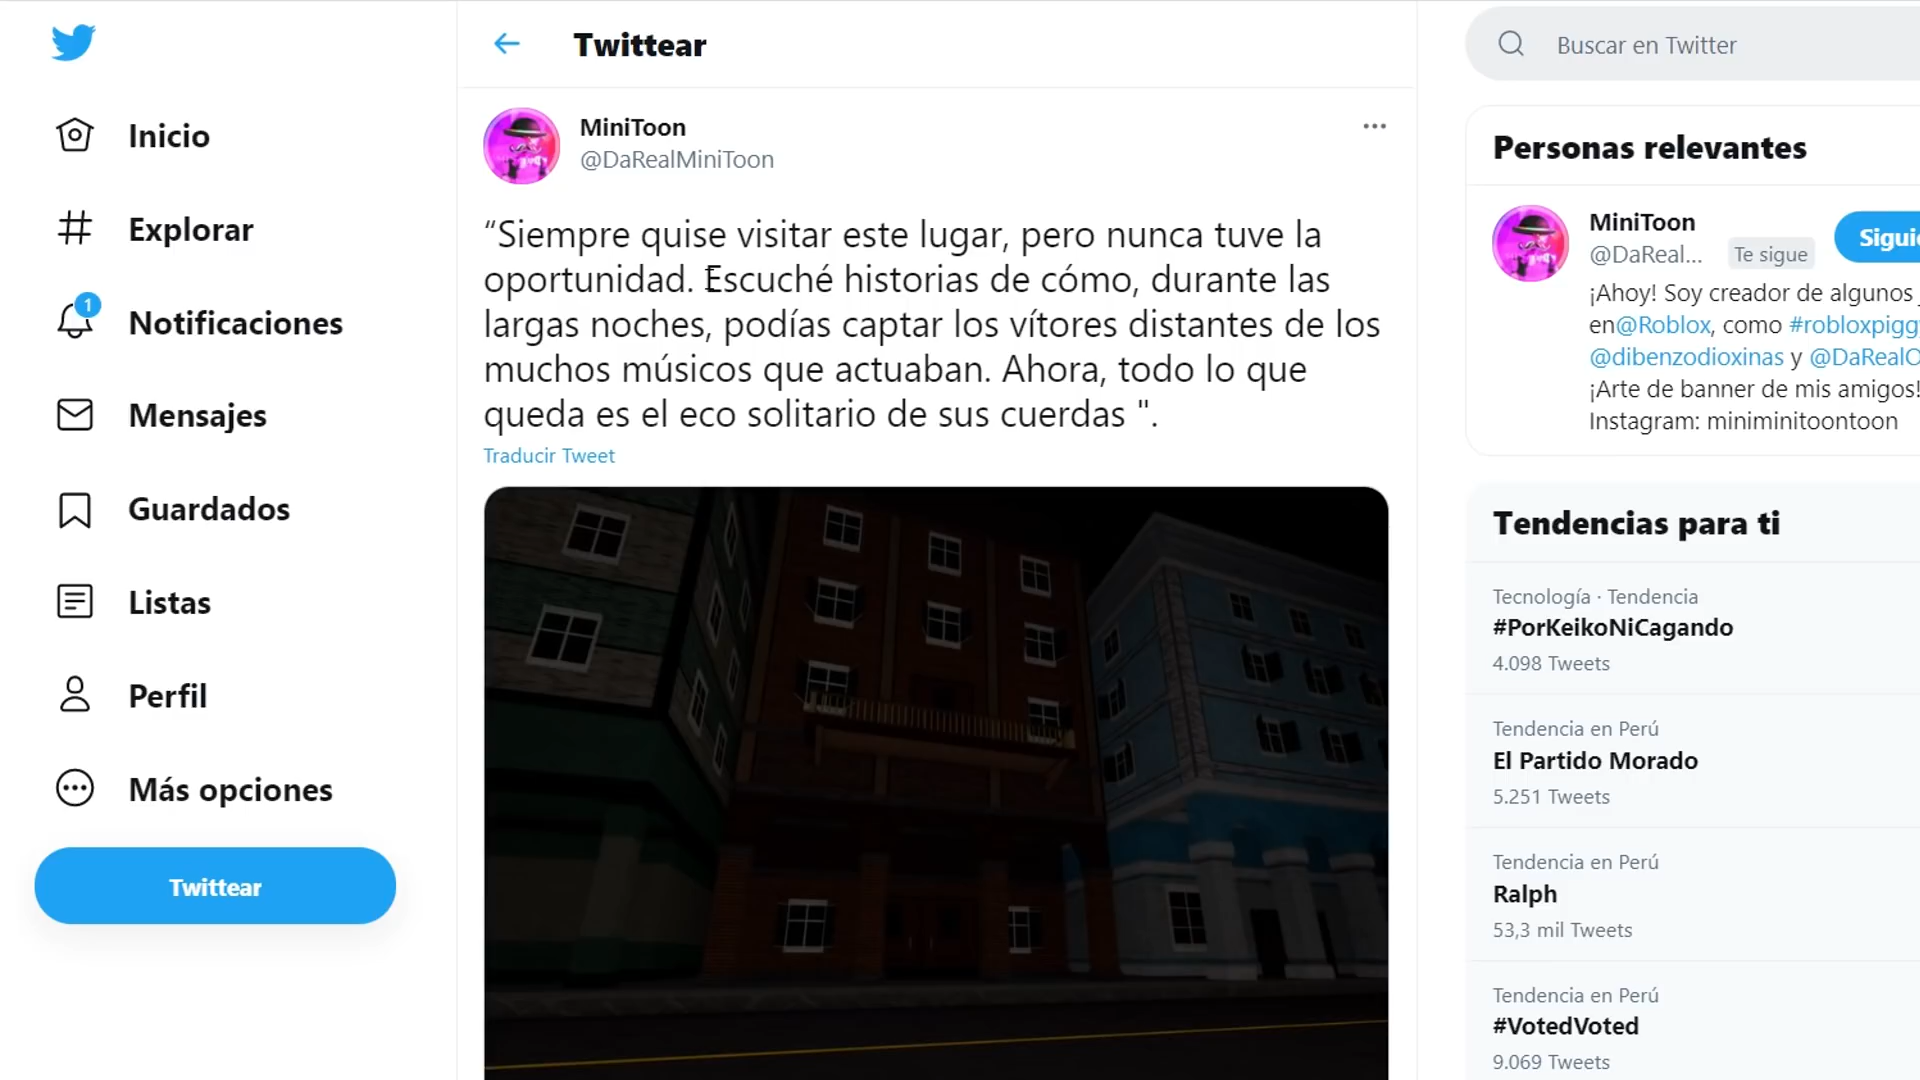 Inicio
Explorar
1
Notificaciones
Mensajes
Guardados
Listas
Perfil
Más opciones
Twittear
Twittear
MiniToon
@DaRealMiniToon
“Siempre quise visitar este lugar, pero nunca tuve la
oportunidad. Escuché historias de cómo, durante las
largas noches, podías captar los vítores distantes de los
muchos músicos que actuaban. Ahora, todo lo que
queda es el eco solitario de sus cuerdas ".
Traducir Tweet
Buscar en Twitter
Personas relevantes
MiniToon
@DaReal... Te sigue
¡Ahoy! Soy creador de algunos
en@Roblox, como
@dibenzodioxinas y
¡Arte de banner de mis amigos!
Instagram: miniminitoontoon
Tendencias para ti
Tecnología · Tendencia
#PorKeikoNiCagando
4.098 Tweets
Tendencia en Perú
El Partido Morado
5.251 Tweets
Tendencia en Perú
Ralph
53,3 mil Tweets
Tendencia en Perú
#VotedVoted
9.069 Tweets